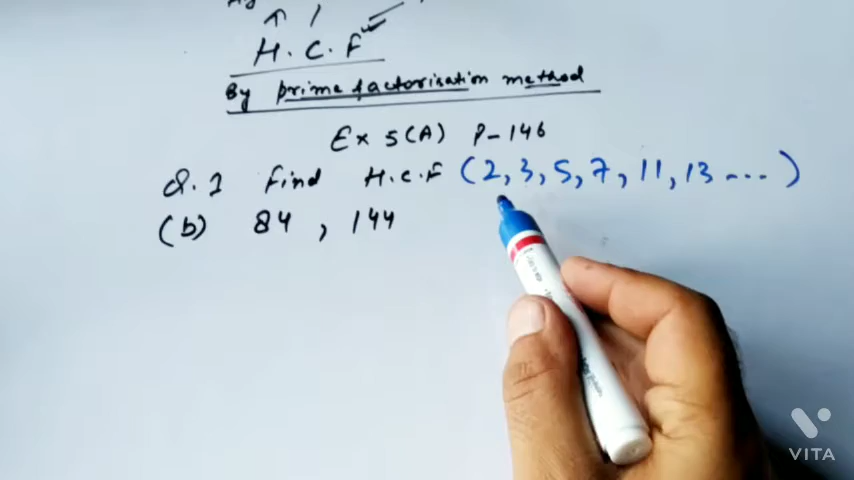 H.C.F
By prime factorisation method
Ex 5(A) P-146
Q.1 Find H.C.F (2, 3, 5, 7, 11, 13 ---- )
(b) 84 , 144
VITA